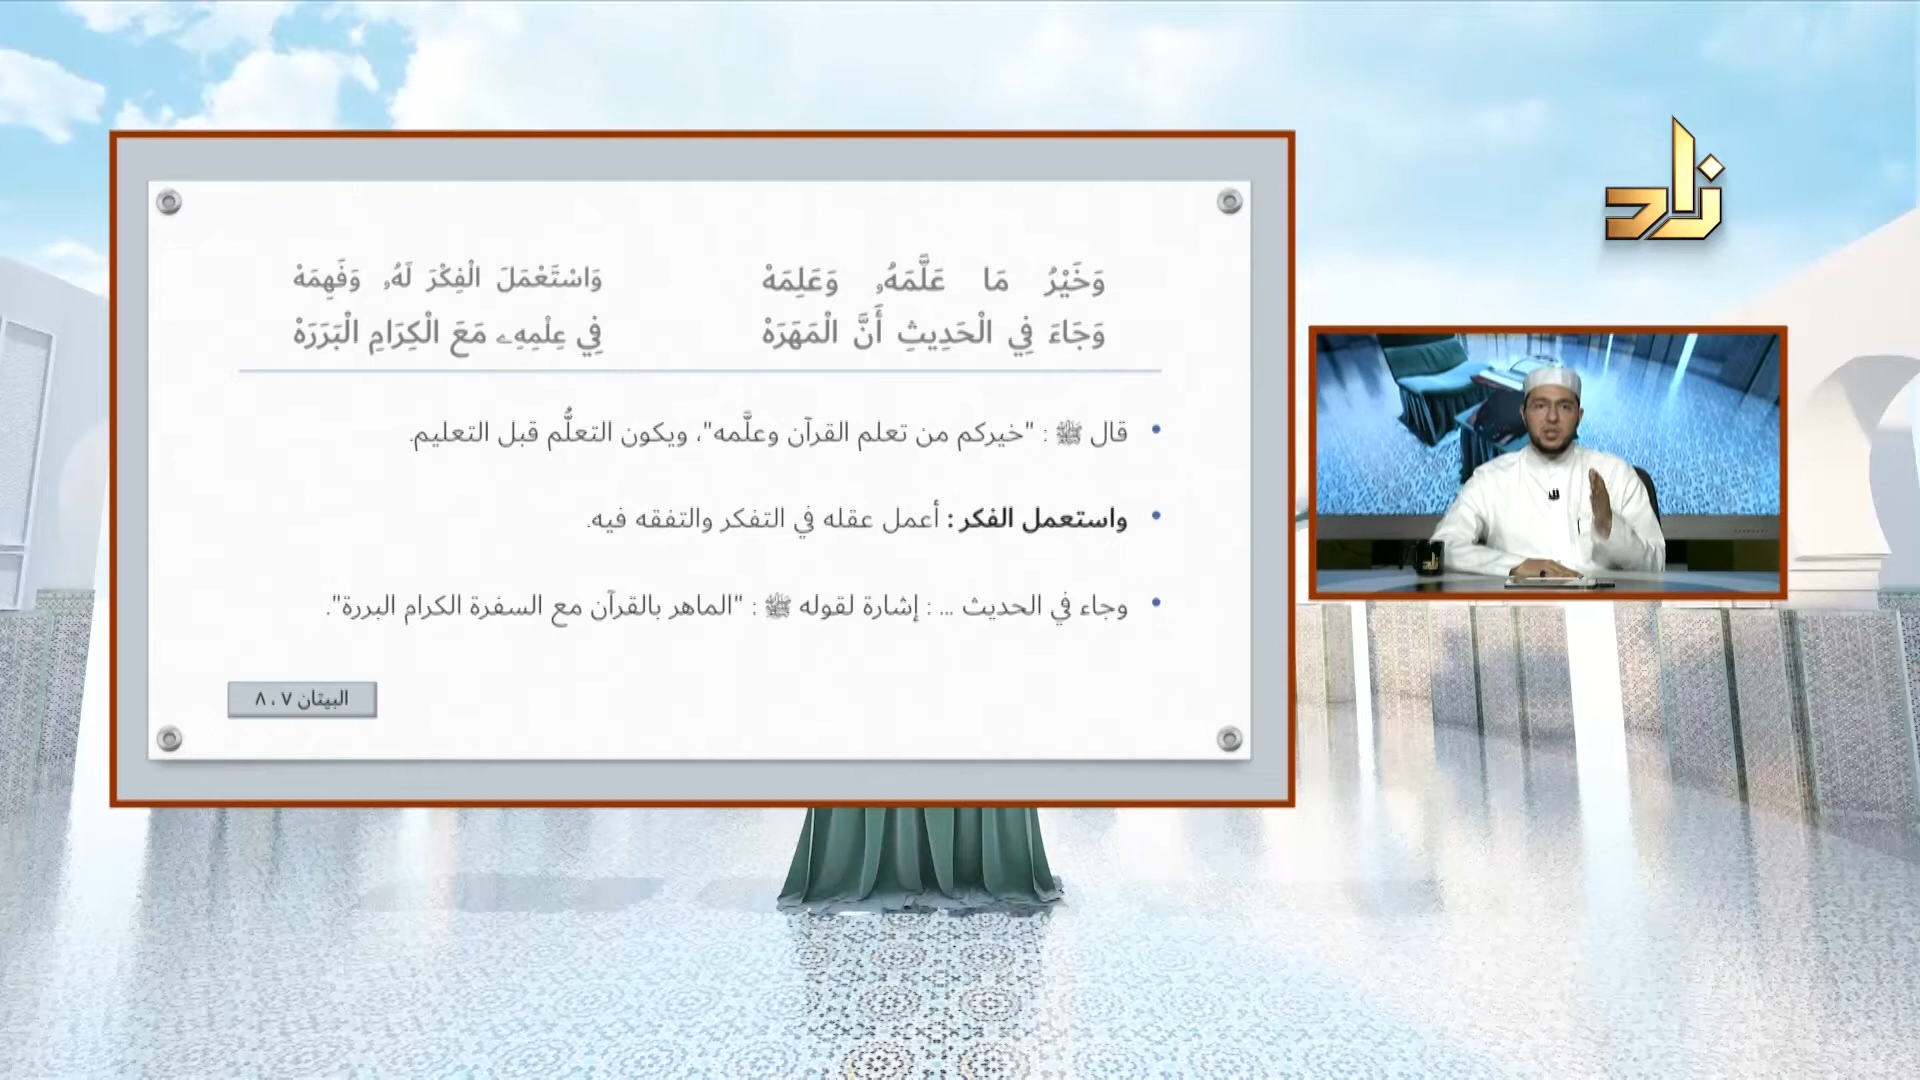 زاد
وَخَيْرُ مَا عَلَّمَهُۥ وَعَلِمَهْ وَاسْتَعْمَلَ الْفِكْرَ لَهُۥ وَفَهِمَهْ
وَجَاءَ فِي الْحَدِيثِ أَنَّ الْمَهَرَهْ فِي عِلْمِهِۦ مَعَ الْكِرَامِ الْبَرَرَهْ
• قال ﷺ : "خيركم من تعلم القرآن وعلَّمه"، ويكون التعلُّم قبل التعليم.
• واستعمل الفكر : أعمل عقله في التفكر والتفقه فيه.
• وجاء في الحديث ... : إشارة لقوله ﷺ : "الماهر بالقرآن مع السفرة الكرام البررة".
البيتان ٧ ، ٨